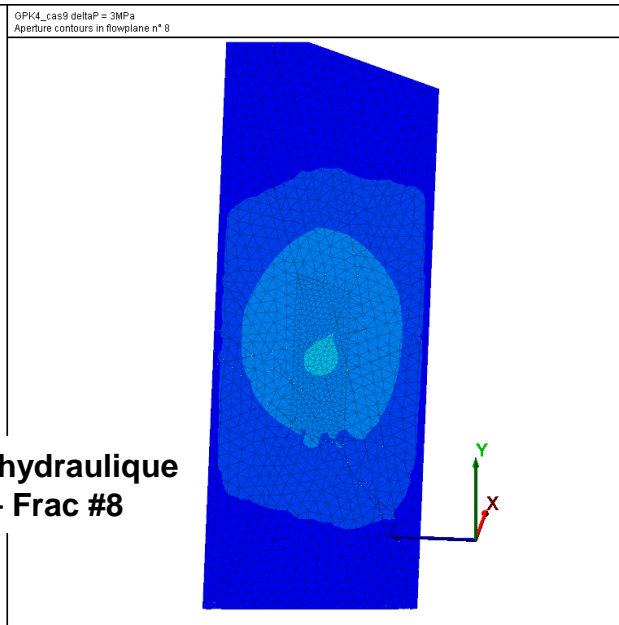 GPK4_cas9 deltaP = 3MPa
Aperture contours in flowplane n° 8
hydraulique
- Frac #8
Y
X